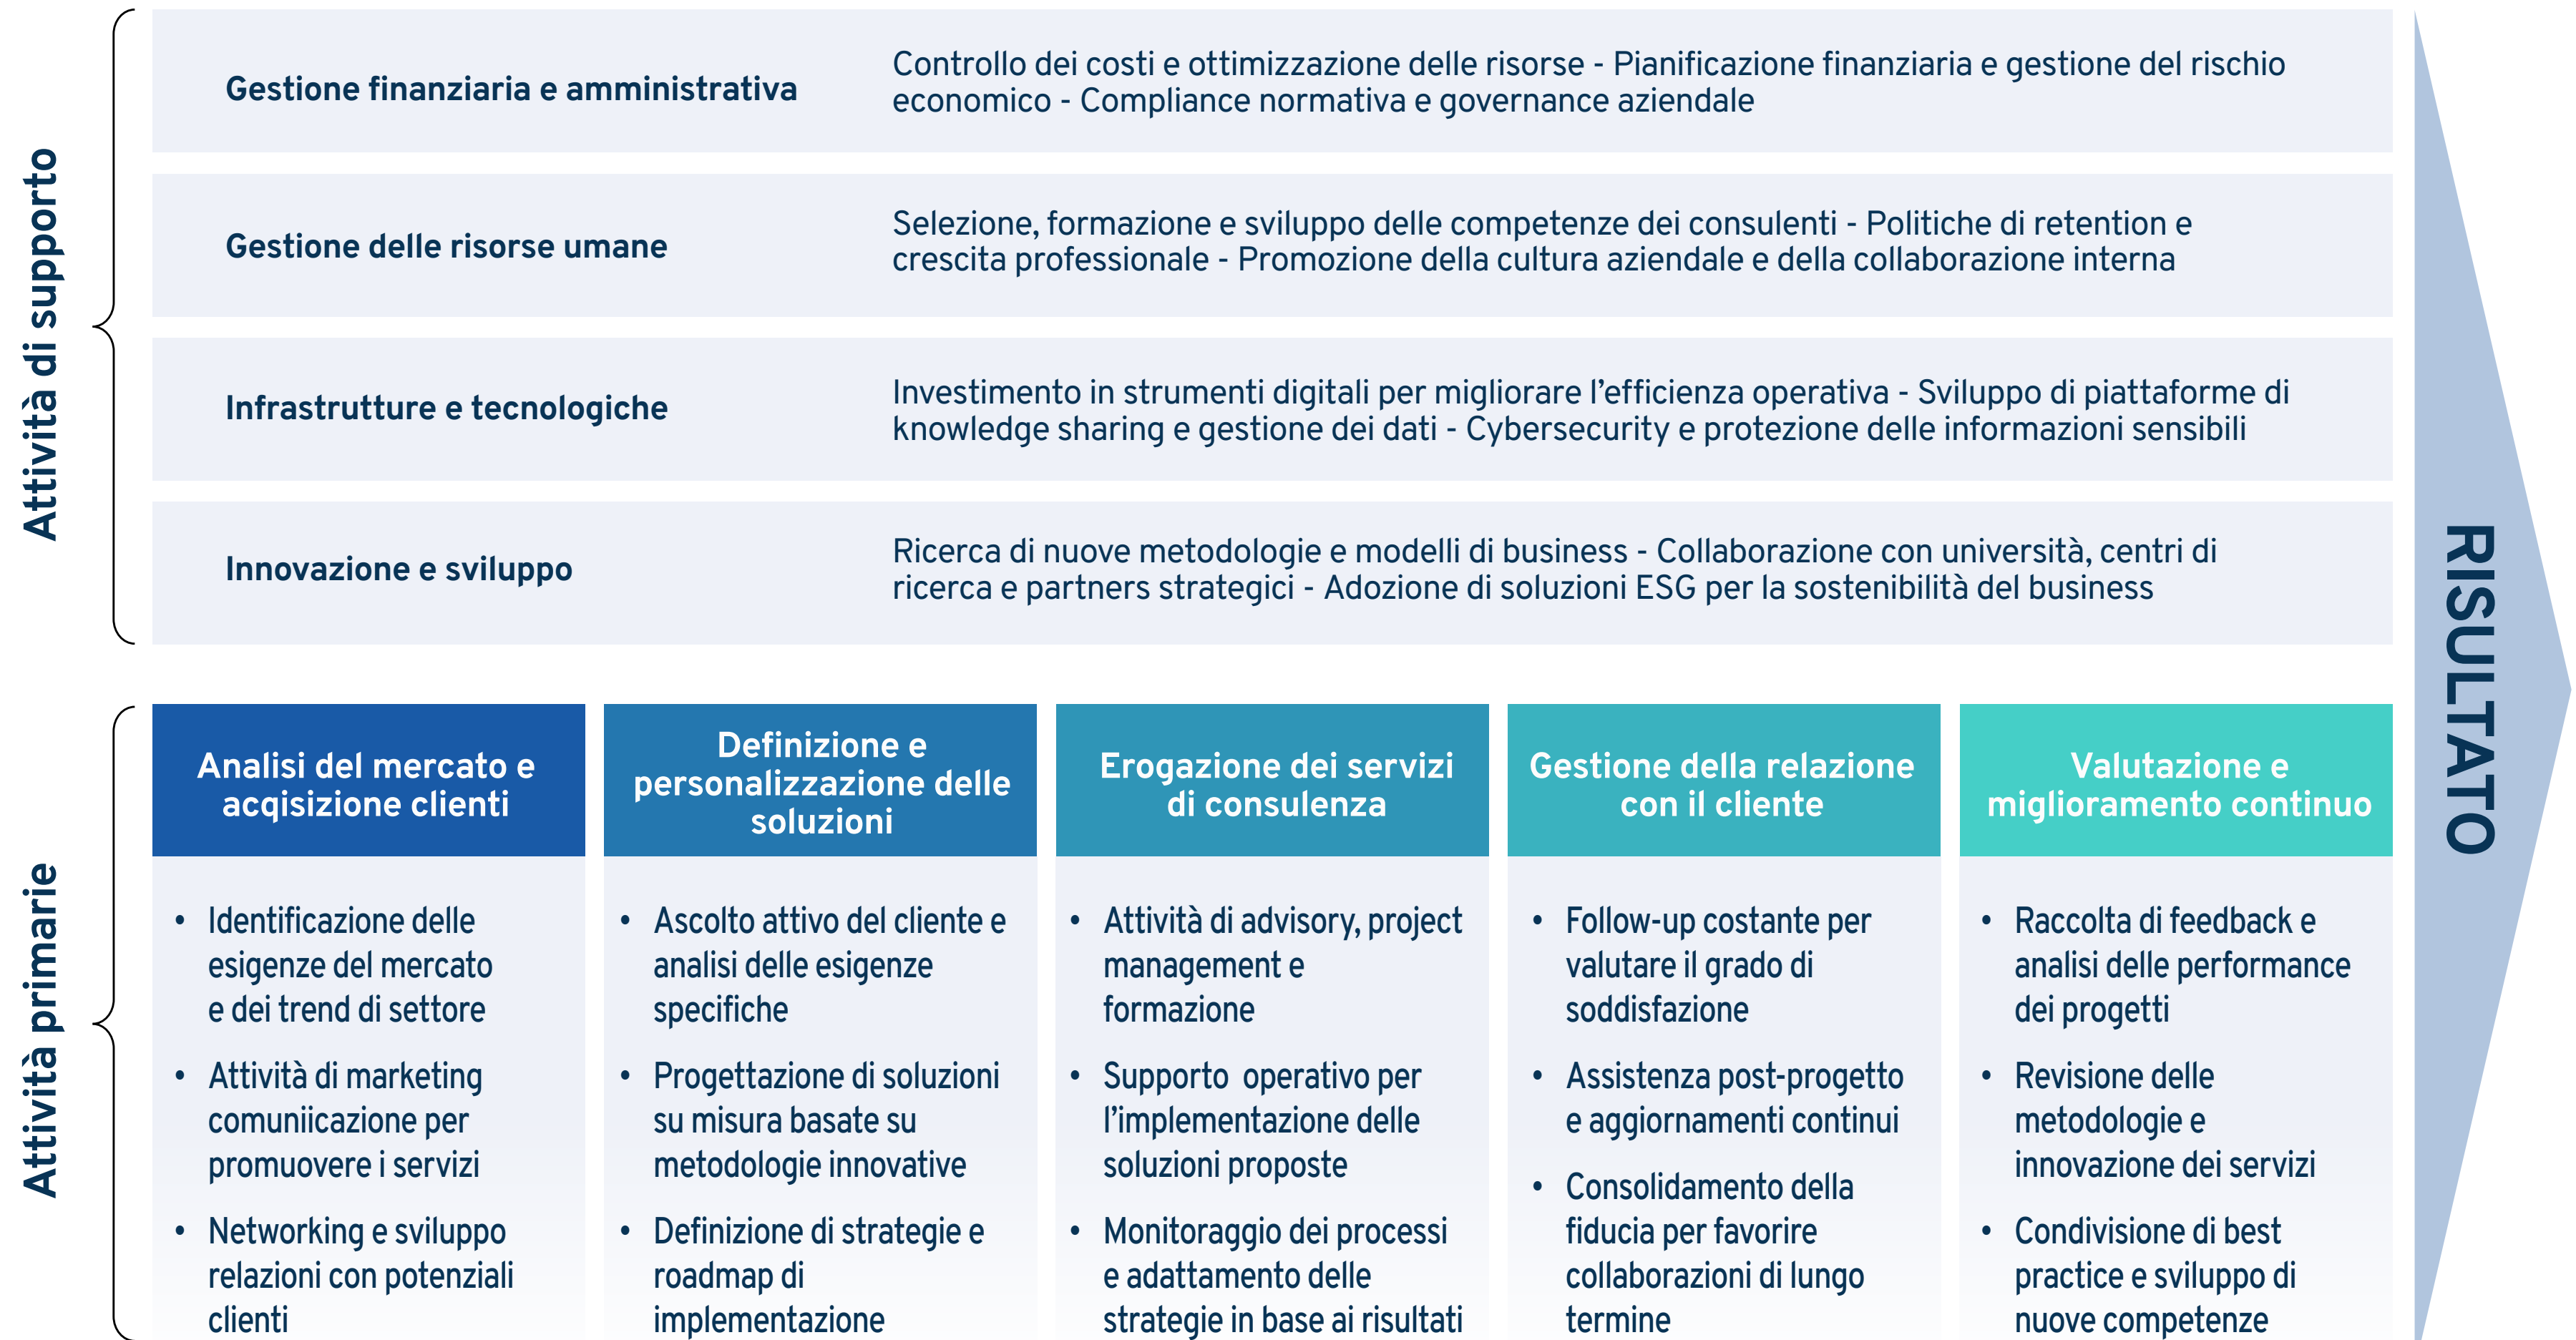 Attività di supporto
Gestione finanziaria e amministrativa
Controllo dei costi e ottimizzazione delle risorse - Pianificazione finanziaria e gestione del rischio
economico - Compliance normativa e governance aziendale
Gestione delle risorse umane
Selezione, formazione e sviluppo delle competenze dei consulenti - Politiche di retention e
crescita professionale - Promozione della cultura aziendale e della collaborazione interna
Infrastrutture e tecnologiche
Investimento in strumenti digitali per migliorare l’efficienza operativa - Sviluppo di piattaforme di
knowledge sharing e gestione dei dati - Cybersecurity e protezione delle informazioni sensibili
Innovazione e sviluppo
Ricerca di nuove metodologie e modelli di business - Collaborazione con università, centri di
ricerca e partners strategici - Adozione di soluzioni ESG per la sostenibilità del business
Attività primarie
Analisi del mercato e
acqisizione clienti
• Identificazione delle
esigenze del mercato
e dei trend di settore
• Attività di marketing
comuniicazione per
promuovere i servizi
• Networking e sviluppo
relazioni con potenziali
clienti
Definizione e
personalizzazione delle
soluzioni
• Ascolto attivo del cliente e
analisi delle esigenze
specifiche
• Progettazione di soluzioni
su misura basate su
metodologie innovative
• Definizione di strategie e
roadmap di
implementazione
Erogazione dei servizi
di consulenza
• Attività di advisory, project
management e
formazione
• Supporto operativo per
l’implementazione delle
soluzioni proposte
• Monitoraggio dei processi
e adattamento delle
strategie in base ai risultati
Gestione della relazione
con il cliente
• Follow-up costante per
valutare il grado di
soddisfazione
• Assistenza post-progetto
e aggiornamenti continui
• Consolidamento della
fiducia per favorire
collaborazioni di lungo
termine
Valutazione e
miglioramento continuo
• Raccolta di feedback e
analisi delle performance
dei progetti
• Revisione delle
metodologie e
innovazione dei servizi
• Condivisione di best
practice e sviluppo di
nuove competenze
RISULTATO